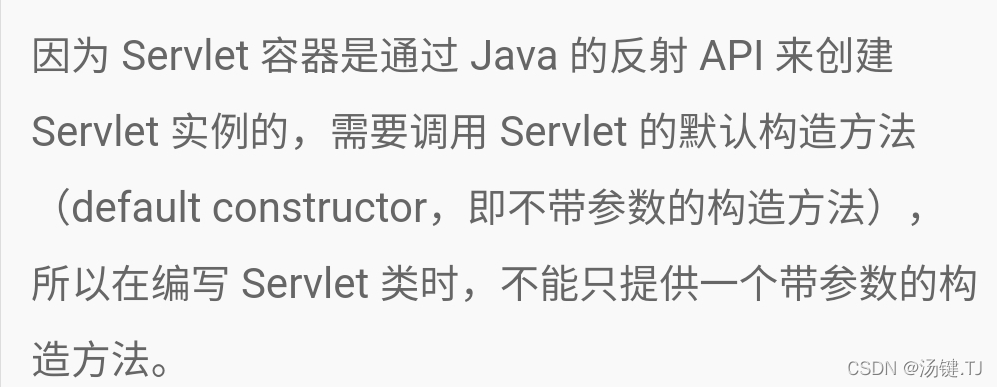 因为 Servlet 容器是通过 Java 的反射 API 来创建
Servlet 实例的，需要调用 Servlet 的默认构造方法
（default constructor，即不带参数的构造方法），
所以在编写 Servlet 类时，不能只提供一个带参数的构
造方法。
CSDN @汤键.TJ